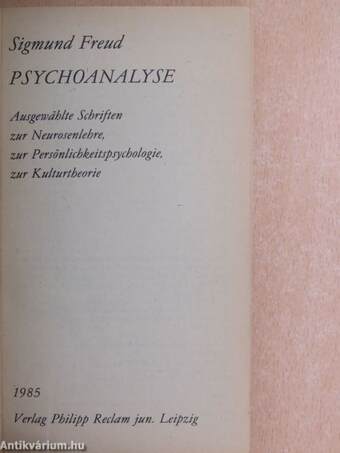 Sigmund Freud
PSYCHOANALYSE
Ausgewählte Schriften
zur Neurosenlehre,
zur Persönlichkeitspsychologie,
zur Kulturtheorie
1985
Verlag Philipp Reclam jun. Leipzig
Antikvárium.hu